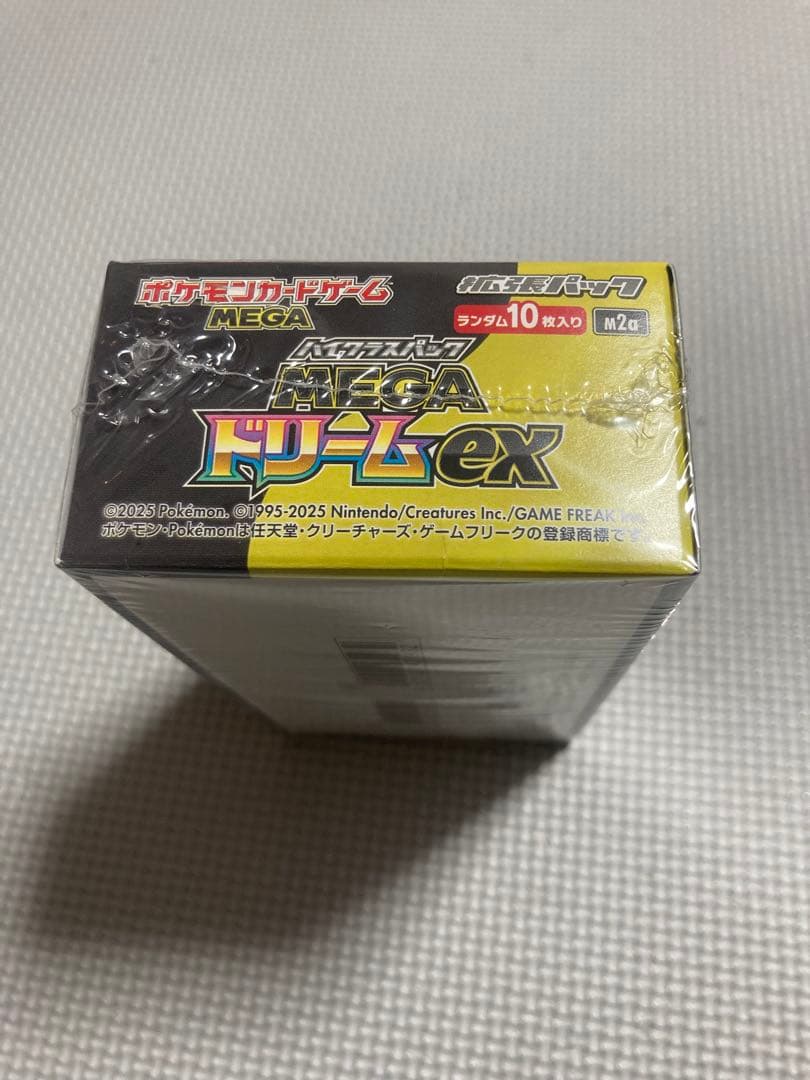 ポケモンカードゲーム
MEGA
拡張パック
ランダム10枚入り M2a
ハイクラスパック
MEGA
ドリームex
©2025 Pokémon. ©1995-2025 Nintendo/Creatures Inc./GAME FREAK inc.
ポケモン・Pokémonは任天堂・クリーチャーズ・ゲームフリークの登録商標です。